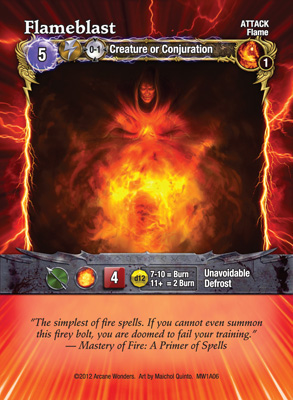 Flameblast
ATTACK
Flame
5
0-1
Creature or Conjuration
1
4
d12
7-10 = Burn
11+ = 2 Burn
Unavoidable
Defrost
"The simplest of fire spells. If you cannot even summon
this firey bolt, you are doomed to fail your training."
— Mastery of Fire: A Primer of Spells
©2012 Arcane Wonders. Art by Maichol Quinto. MW1A06